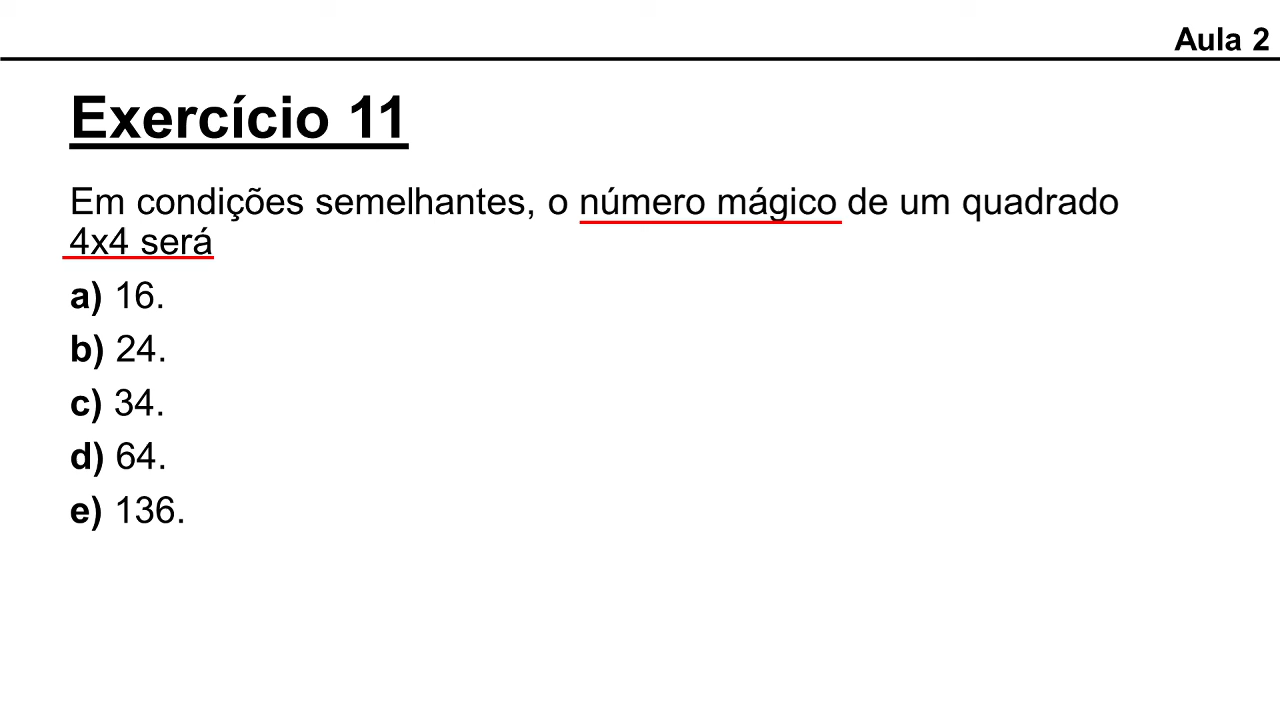 Aula 2
Exercício 11
Em condições semelhantes, o número mágico de um quadrado
4x4 será
a) 16.
b) 24.
c) 34.
d) 64.
e) 136.